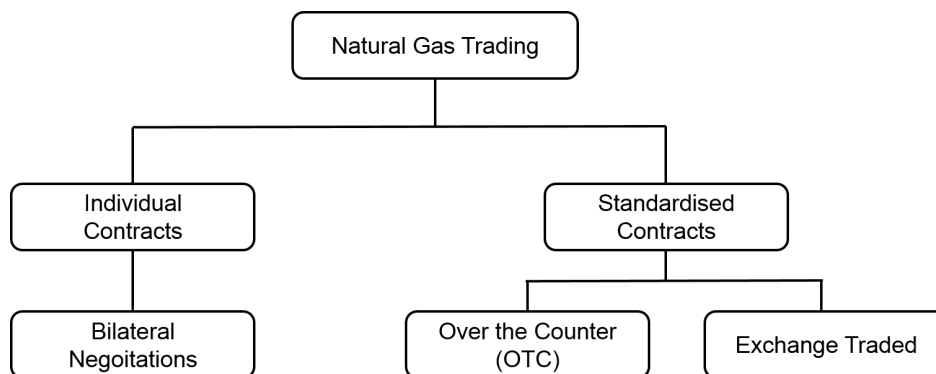 Natural Gas Trading
Individual
Contracts
Standardised
Contracts
Bilateral
Negoitations
Over the Counter
(OTC)
Exchange Traded